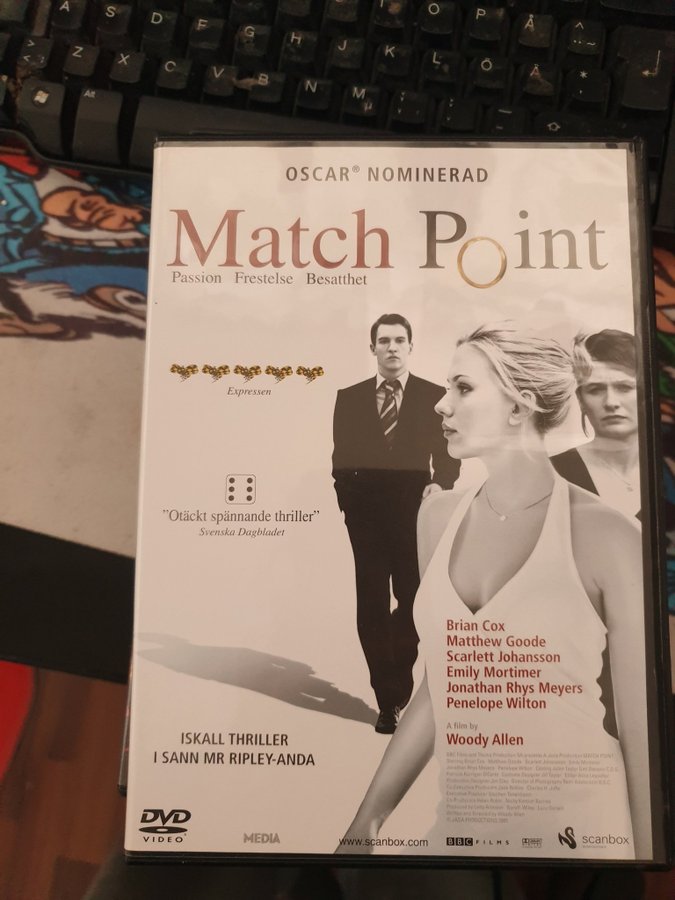 A S D F G H J K L Ö Ä
O P Å ^ ¨ ~
Z X C V B N M µ
Alt
OSCAR® NOMINERAD
Match Point
Passion Frestelse Besatthet
Expressen
"Otäckt spännande thriller"
Svenska Dagbladet
Brian Cox
Matthew Goode
Scarlett Johansson
Emily Mortimer
Jonathan Rhys Meyers
Penelope Wilton
A film by
Woody Allen
ISKALL THRILLER
I SANN MR RIPLEY-ANDA
DVD
VIDEO
MEDIA
www.scanbox.com
BBC FILMS
scanbox